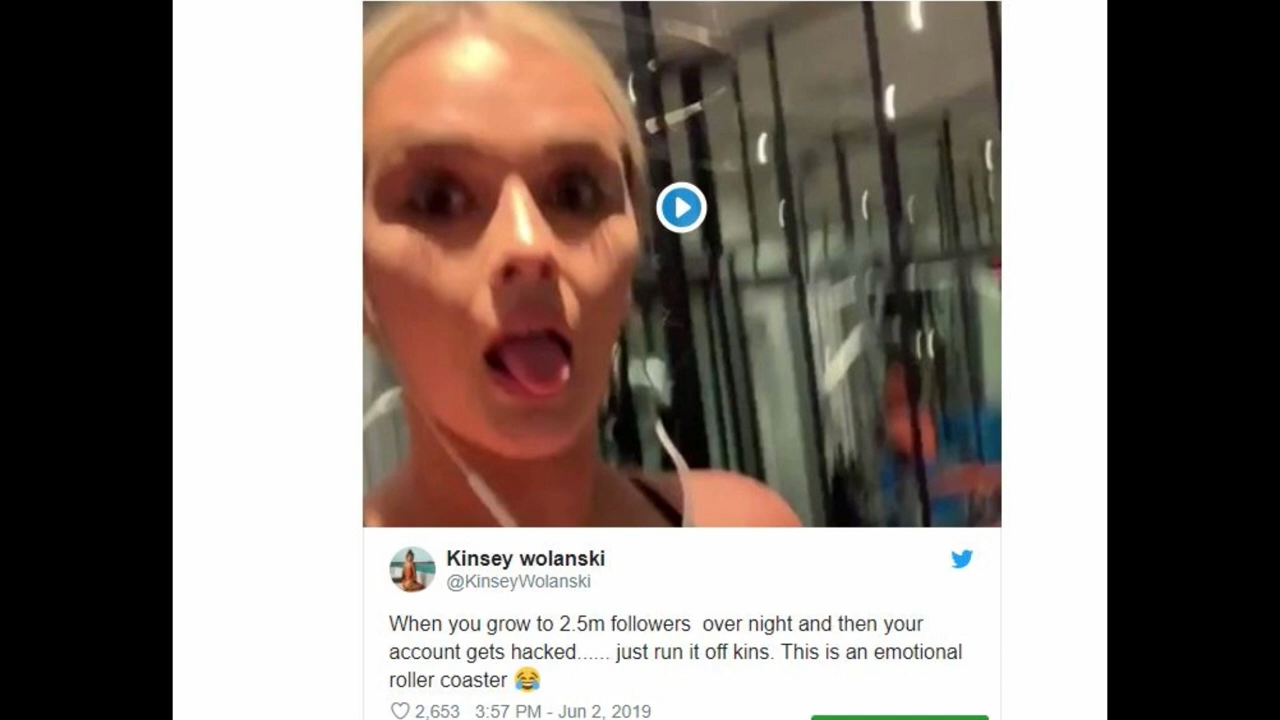 Kinsey wolanski
@KinseyWolanski
When you grow to 2.5m followers  over night and then your
account gets hacked...... just run it off kins. This is an emotional
roller coaster 😂
2,653 3:57 PM - Jun 2, 2019